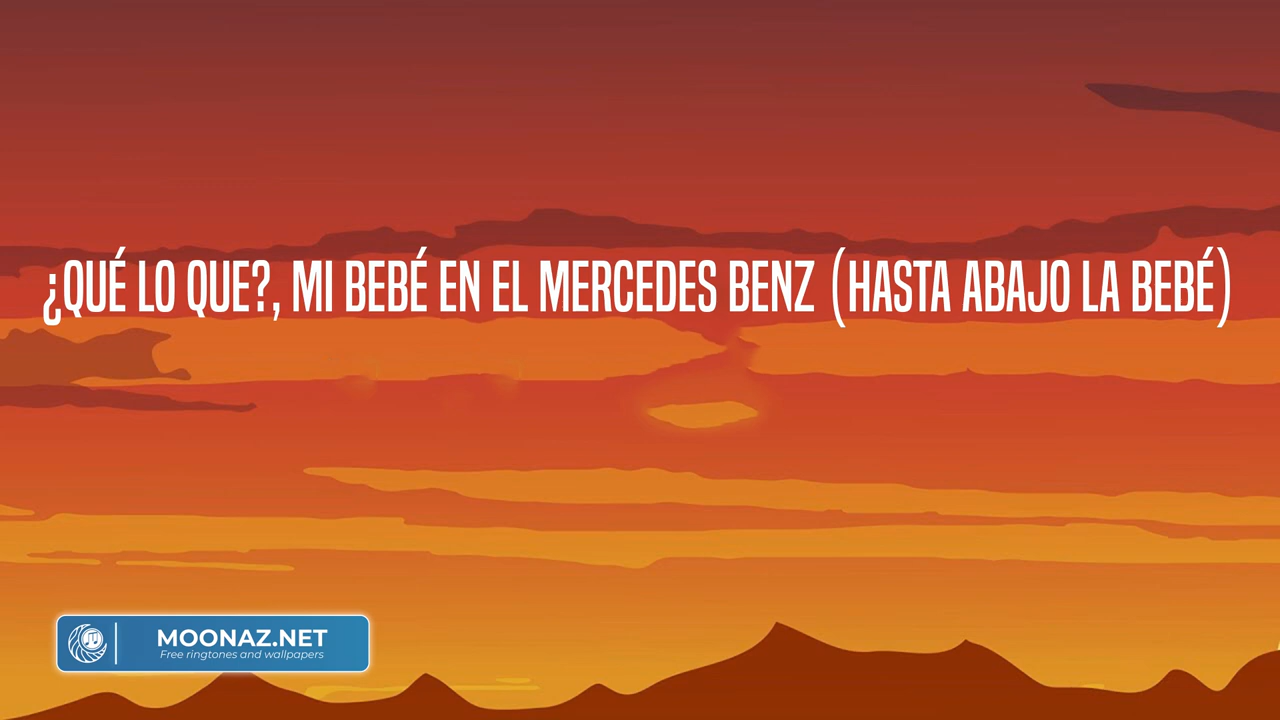 ¿QUÉ LO QUE?, MI BEBÉ EN EL MERCEDES BENZ (HASTA ABAJO LA BEBÉ)
MOONAZ.NET
Free ringtones and wallpapers